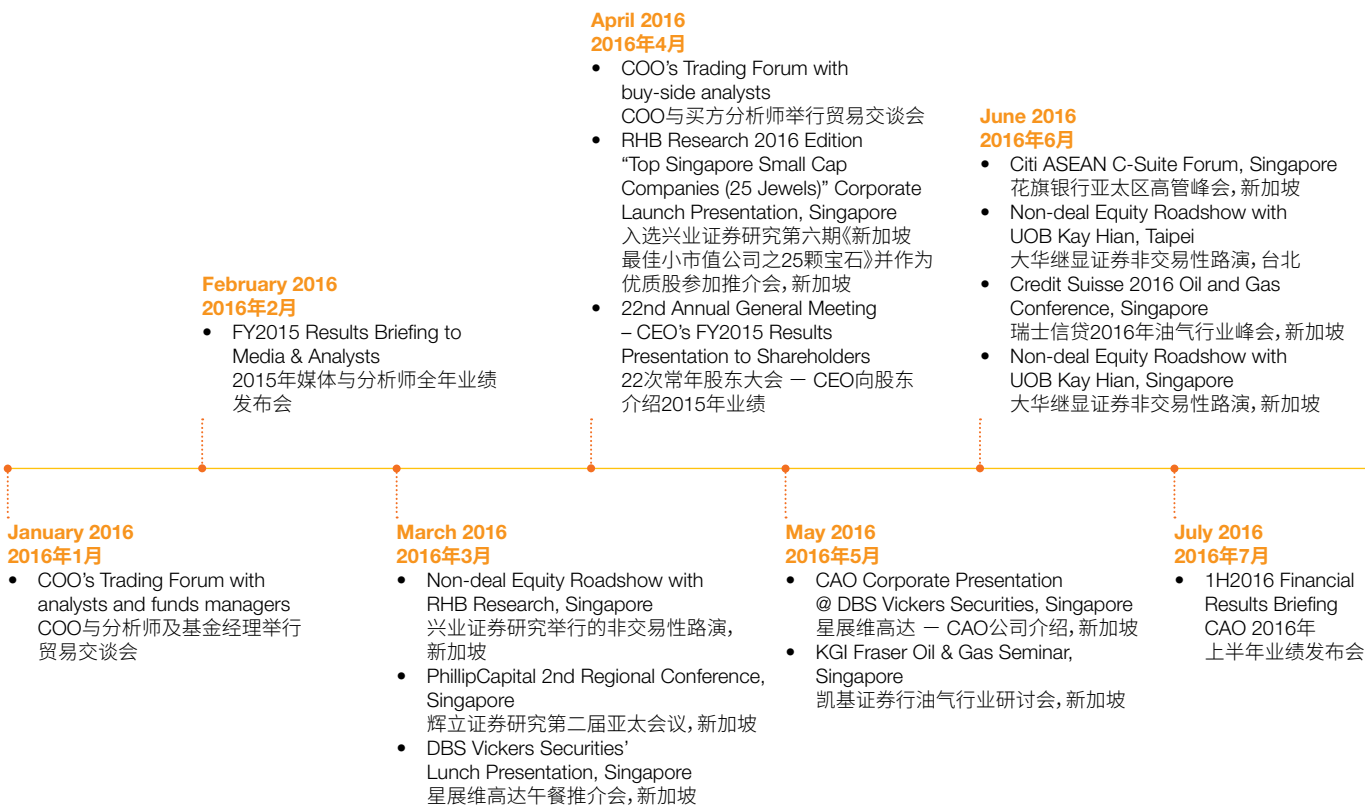 January 2016
2016年1月
• COO's Trading Forum with
analysts and funds managers
COO与分析师及基金经理举行
贸易交谈会
February 2016
2016年2月
• FY2015 Results Briefing to
Media & Analysts
2015年媒体与分析师全年业绩
发布会
March 2016
2016年3月
• Non-deal Equity Roadshow with
RHB Research, Singapore
兴业证券研究举行的非交易性路演，
新加坡
• PhillipCapital 2nd Regional Conference,
Singapore
辉立证券研究第二届亚太会议，新加坡
• DBS Vickers Securities'
Lunch Presentation, Singapore
星展维高达午餐推介会，新加坡
April 2016
2016年4月
• COO's Trading Forum with
buy-side analysts
COO与买方分析师举行贸易交谈会
• RHB Research 2016 Edition
“Top Singapore Small Cap
Companies (25 Jewels)” Corporate
Launch Presentation, Singapore
入选兴业证券研究第六期《新加坡
最佳小市值公司之25颗宝石》并作为
优质股参加推介会，新加坡
• 22nd Annual General Meeting
– CEO's FY2015 Results
Presentation to Shareholders
22次常年股东大会 － CEO向股东
介绍2015年业绩
May 2016
2016年5月
• CAO Corporate Presentation
@ DBS Vickers Securities, Singapore
星展维高达 － CAO公司介绍，新加坡
• KGI Fraser Oil & Gas Seminar,
Singapore
凯基证券行油气行业研讨会，新加坡
June 2016
2016年6月
• Citi ASEAN C-Suite Forum, Singapore
花旗银行亚太区高管峰会，新加坡
• Non-deal Equity Roadshow with
UOB Kay Hian, Taipei
大华继显证券非交易性路演，台北
• Credit Suisse 2016 Oil and Gas
Conference, Singapore
瑞士信贷2016年油气行业峰会，新加坡
• Non-deal Equity Roadshow with
UOB Kay Hian, Singapore
大华继显证券非交易性路演，新加坡
July 2016
2016年7月
• 1H2016 Financial
Results Briefing
CAO 2016年
上半年业绩发布会